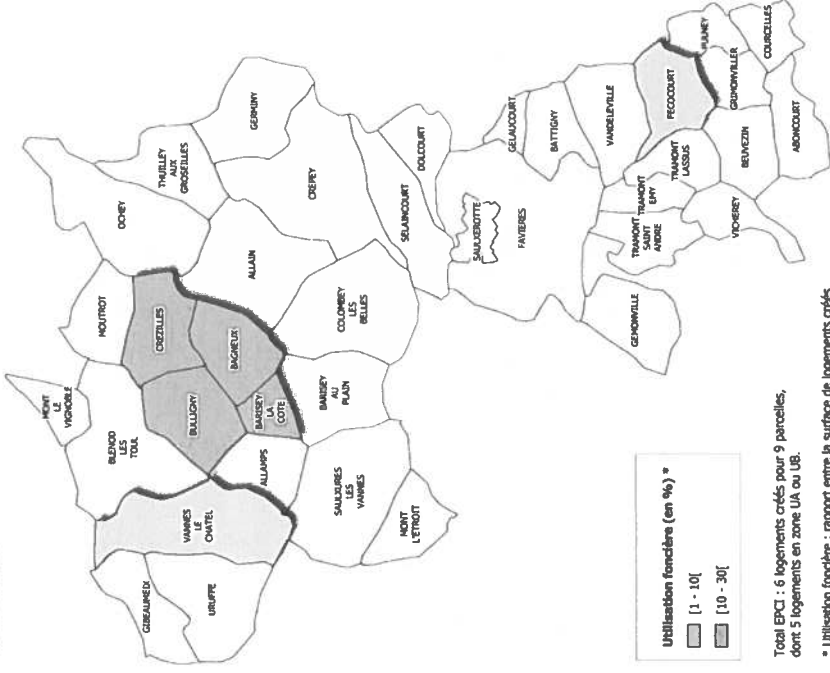 MONT
LE
VIGNOBLE
MOUTROT
OCHEY
THUILLEY
AUX
GROSEILLES
GERMINY
BLENOD
LES
TOUL
CREZILLES
ALLAIN
CREPEY
GIBEAUMEIX
VANNES
LE
CHATEL
BULLIGNY
BAGNEUX
URUFFE
ALLAMPS
BARISEY
LA
COTE
COLOMBEY
LES
BELLES
SELAINCOURT
DOLCOURT
SAULXURES
LES
VANNES
BARISEY
AU
PLAIN
MONT
L'ETROIT
SAULXEROTTE
FAVIERES
GELAUCOURT
BATTIGNY
VANDELEVILLE
GEMONVILLE
TRAMONT
SAINT
ANDRE
TRAMONT
EMY
TRAMONT
LASSUS
FECOCOURT
PULNEY
GRIMONVILLER
COURCELLES
VICHEREY
BEUVEZIN
ABONCOURT
Utilisation foncière (en %) *
[1 - 10[
[10 - 30[
Total EPCI : 6 logements créés pour 9 parcelles,
dont 5 logements en zone UA ou UB.
* Utilisation foncière : rapport entre la surface de logements créés